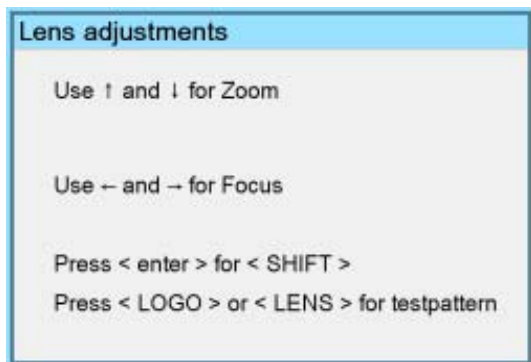 Lens adjustments
Use ↑ and ↓ for Zoom
Use ← and → for Focus
Press < enter > for < SHIFT >
Press < LOGO > or < LENS > for testpattern